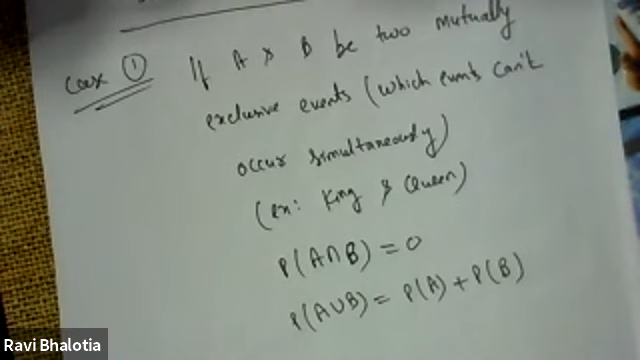 Case ① If A & B be two mutually
exclusive events (which events can't
occur simultaneously)
(ex: King & Queen)
P(A∩B) = 0
P(A∪B) = P(A) + P(B)
Ravi Bhalotia